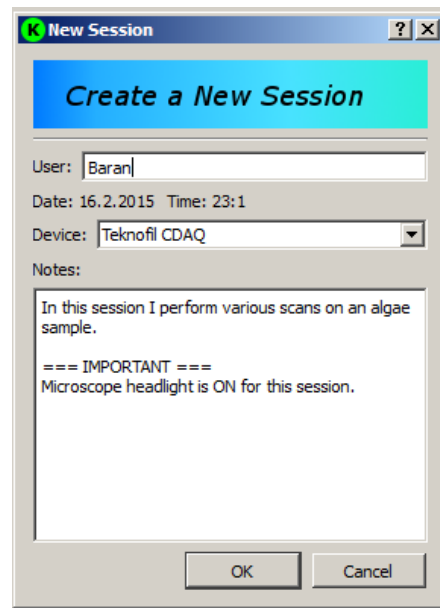 K New Session ? X
Create a New Session
User: Baran
Date: 16.2.2015 Time: 23:1
Device: Teknofil CDAQ
Notes:
In this session I perform various scans on an algae
sample.
=== IMPORTANT ===
Microscope headlight is ON for this session.
OK Cancel